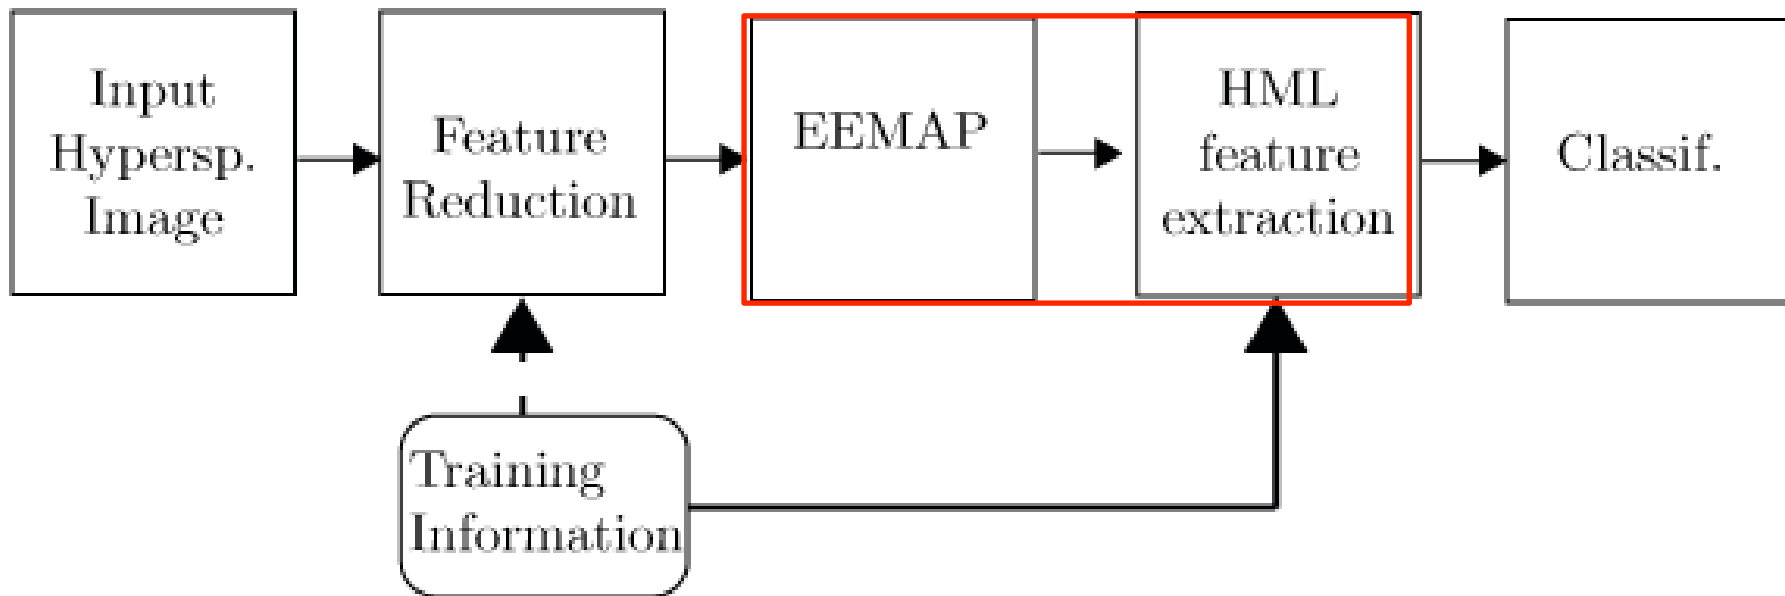 Input
Hypersp.
Image
Feature
Reduction
EEMAP
HML
feature
extraction
Classif.
Training
Information